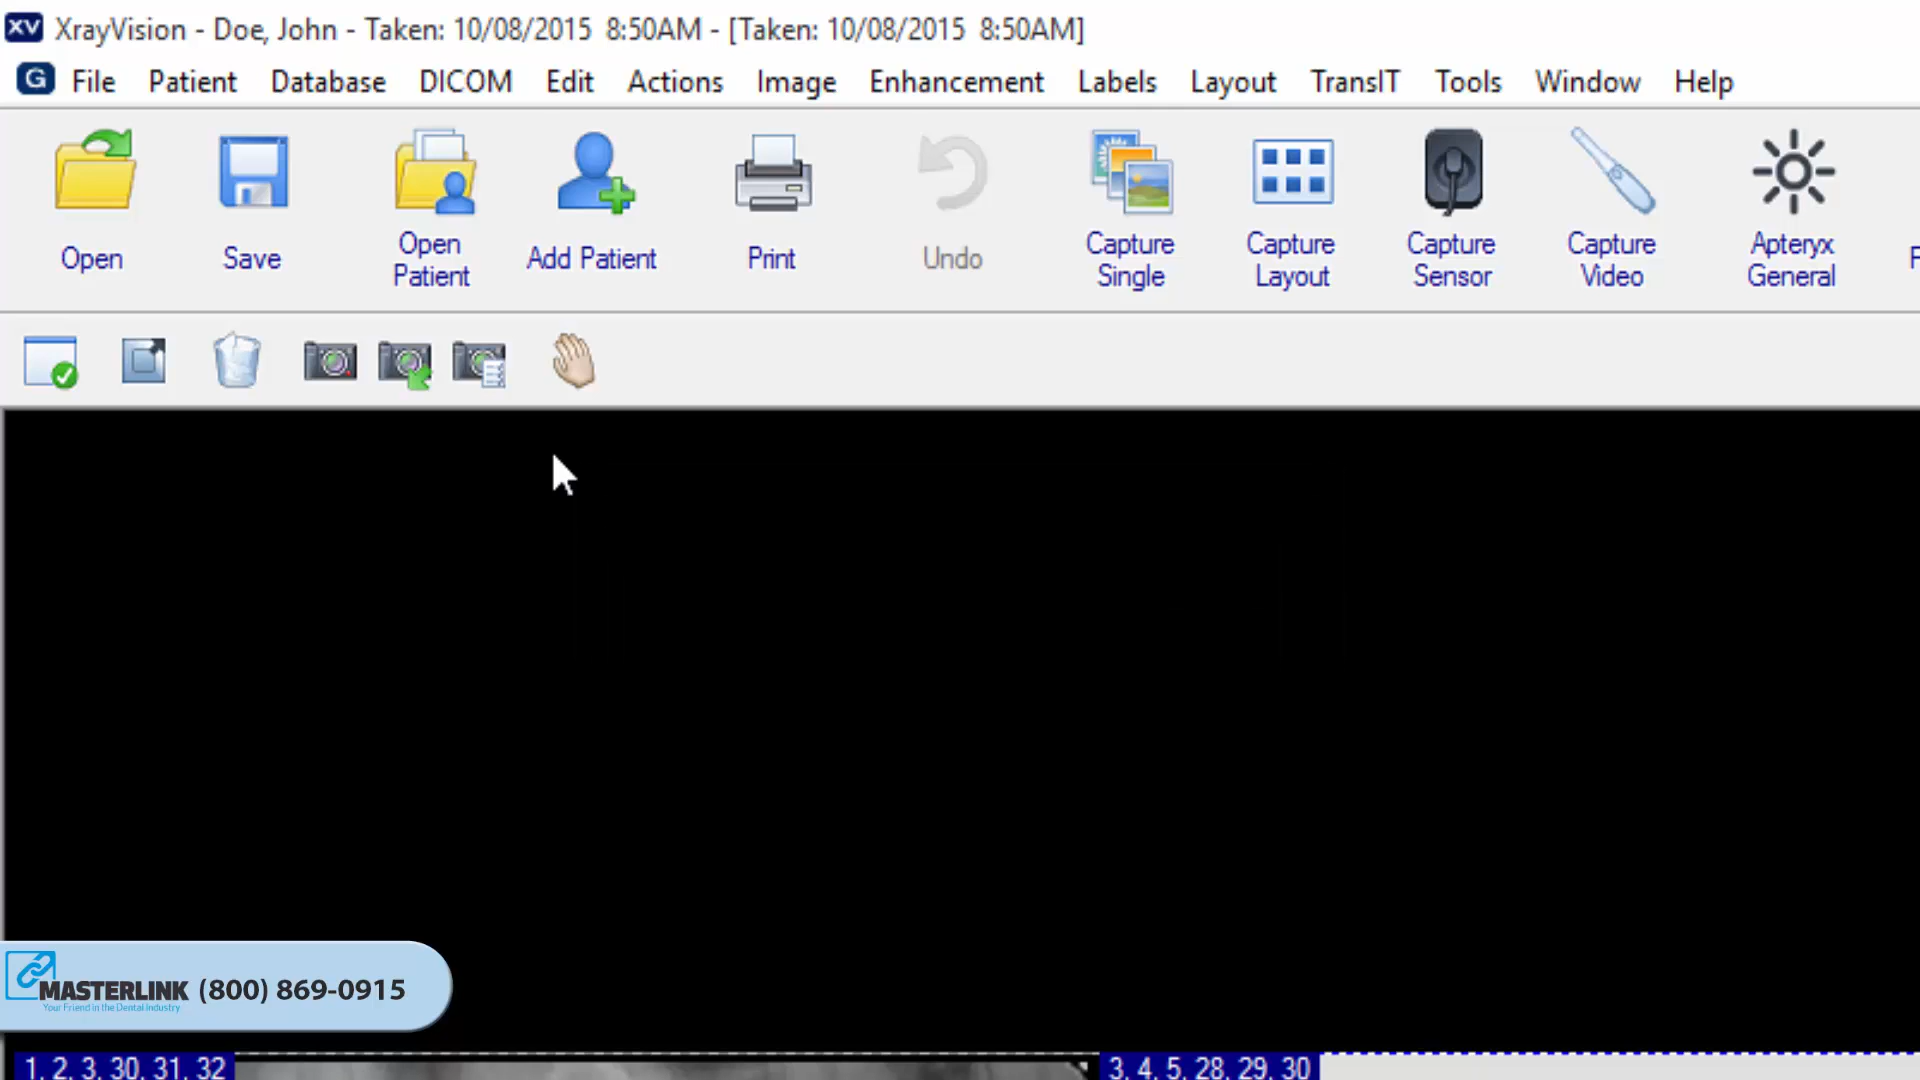 XV XrayVision - Doe, John - Taken: 10/08/2015 8:50AM - [Taken: 10/08/2015 8:50AM]
G File Patient Database DICOM Edit Actions Image Enhancement Labels Layout TransIT Tools Window Help
Open
Save
Open
Patient
Add Patient
Print
Undo
Capture
Single
Capture
Layout
Capture
Sensor
Capture
Video
Apteryx
General
MASTERLINK (800) 869-0915
Your Friend in the Dental Industry
1, 2, 3, 30, 31, 32
3, 4, 5, 28, 29, 30